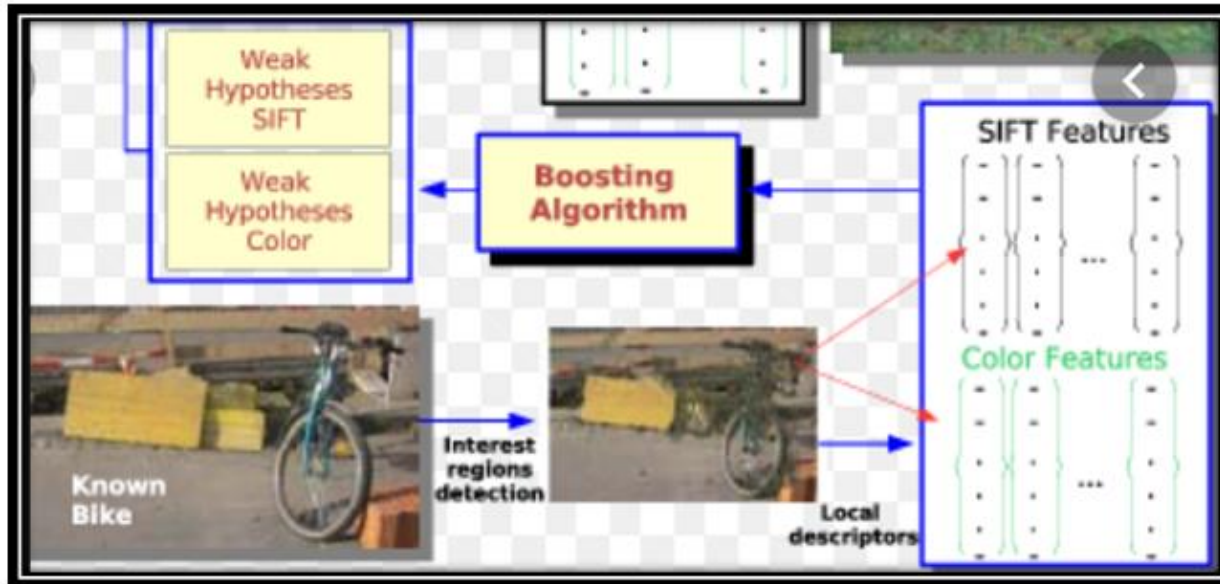 Weak
Hypotheses
SIFT
Weak
Hypotheses
Color
Boosting
Algorithm
SIFT Features
...
Color Features
...
Known
Bike
Interest
regions
detection
Local
descriptors